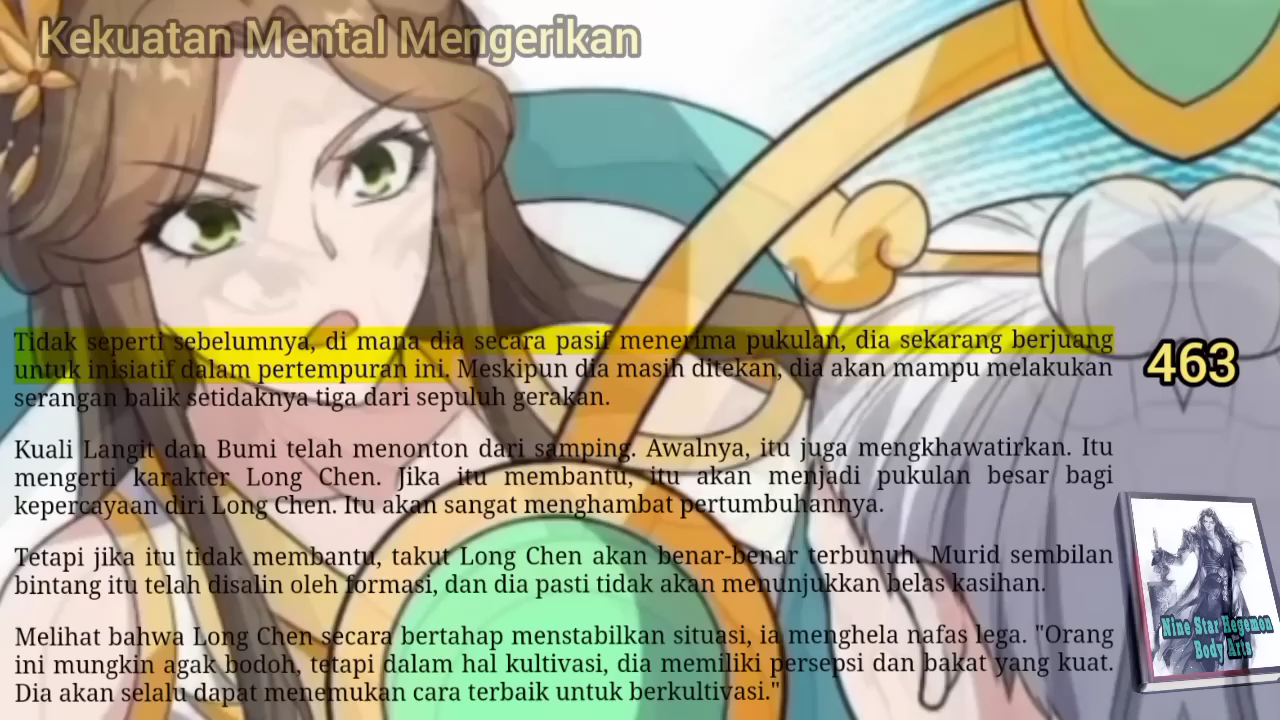 Kekuatan Mental Mengerikan
Tidak seperti sebelumnya, di mana dia secara pasif menerima pukulan, dia sekarang berjuang
untuk inisiatif dalam pertempuran ini. Meskipun dia masih ditekan, dia akan mampu melakukan
serangan balik setidaknya tiga dari sepuluh gerakan.
463
Kuali Langit dan Bumi telah menonton dari samping. Awalnya, itu juga mengkhawatirkan. Itu
mengerti karakter Long Chen. Jika itu membantu, itu akan menjadi pukulan besar bagi
kepercayaan diri Long Chen. Itu akan sangat menghambat pertumbuhannya.
Tetapi jika itu tidak membantu, takut Long Chen akan benar-benar terbunuh. Murid sembilan
bintang itu telah disalin oleh formasi, dan dia pasti tidak akan menunjukkan belas kasihan.
Melihat bahwa Long Chen secara bertahap menstabilkan situasi, ia menghela nafas lega. "Orang
ini mungkin agak bodoh, tetapi dalam hal kultivasi, dia memiliki persepsi dan bakat yang kuat.
Dia akan selalu dapat menemukan cara terbaik untuk berkultivasi."
Nine Star Hegemon
Body Arts